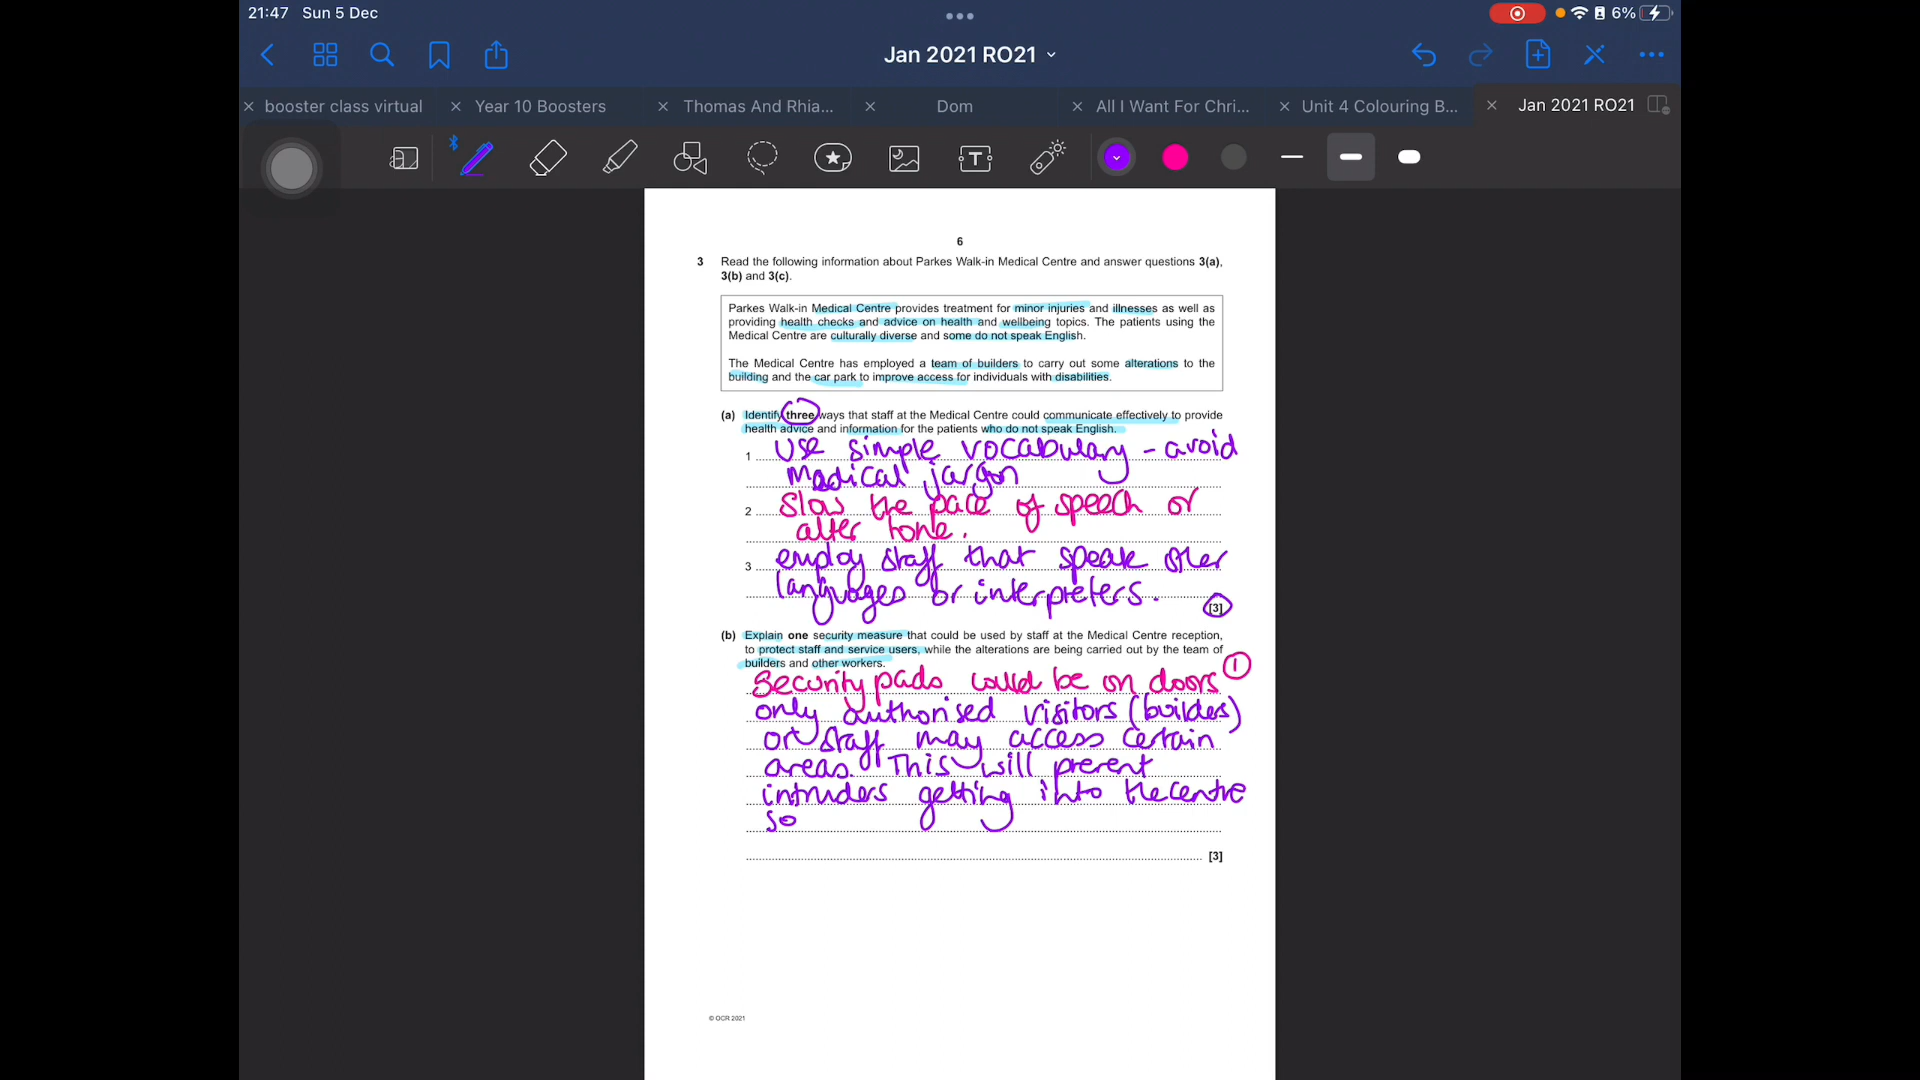 21:47 Sun 5 Dec
6%
Jan 2021 RO21
booster class virtual
Year 10 Boosters
Thomas And Rhia...
Dom
All I Want For Chri...
Unit 4 Colouring B...
Jan 2021 RO21
6
3 Read the following information about Parkes Walk-in Medical Centre and answer questions 3(a),
3(b) and 3(c).
Parkes Walk-in Medical Centre provides treatment for minor injuries and illnesses as well as
providing health checks and advice on health and wellbeing topics. The patients using the
Medical Centre are culturally diverse and some do not speak English.
The Medical Centre has employed a team of builders to carry out some alterations to the
building and the car park to improve access for individuals with disabilities.
(a) Identify three ways that staff at the Medical Centre could communicate effectively to provide
health advice and information for the patients who do not speak English.
1 Use simple vocabulary - avoid
medical jargon
2 Slow the pace of speech or
alter tone.
3 employ staff that speak other
languages or interpreters.
[3]
(b) Explain one security measure that could be used by staff at the Medical Centre reception,
to protect staff and service users, while the alterations are being carried out by the team of
builders and other workers.
Security pads could be on doors 1
only authorised visitors (builders)
or staff may access certain
areas. This will prevent
intruders getting into the centre
so
[3]
© OCR 2021